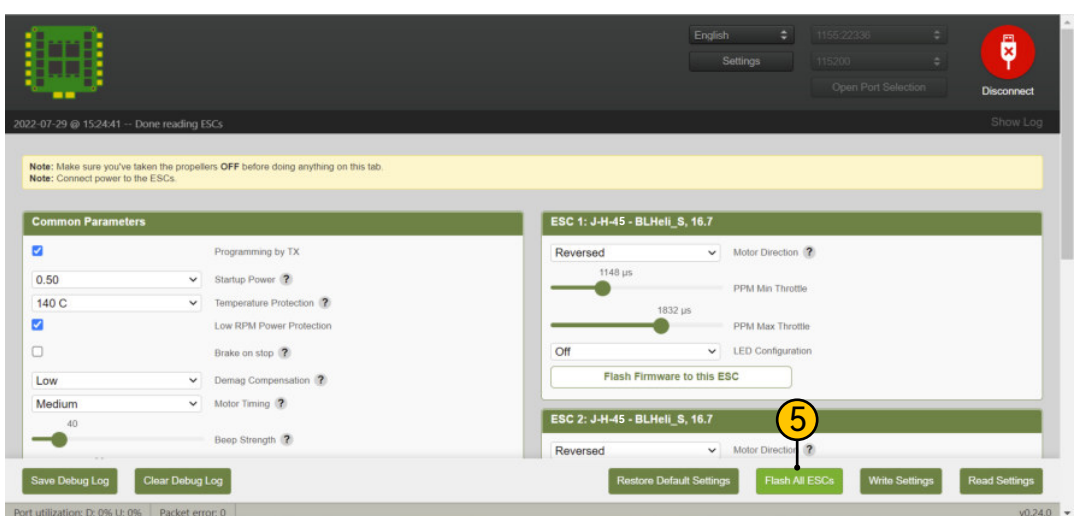 English
1155:22336
Settings
115200
Open Port Selection
Disconnect
2022-07-29 @ 15:24:41 -- Done reading ESCs
Show Log
Note: Make sure you've taken the propellers OFF before doing anything on this tab.
Note: Connect power to the ESCs.
Common Parameters
Programming by TX
0.50
Startup Power ?
140 C
Temperature Protection ?
Low RPM Power Protection
Brake on stop ?
Low
Demag Compensation ?
Medium
Motor Timing ?
40
Beep Strength ?
ESC 1: J-H-45 - BLHeli_S, 16.7
Reversed
Motor Direction ?
1148 µs
PPM Min Throttle
1832 µs
PPM Max Throttle
Off
LED Configuration
Flash Firmware to this ESC
ESC 2: J-H-45 - BLHeli_S, 16.7
5
Reversed
Motor Direction ?
Save Debug Log
Clear Debug Log
Restore Default Settings
Flash All ESCs
Write Settings
Read Settings
Port utilization: D: 0% U: 0%
Packet error: 0
v0.24.0